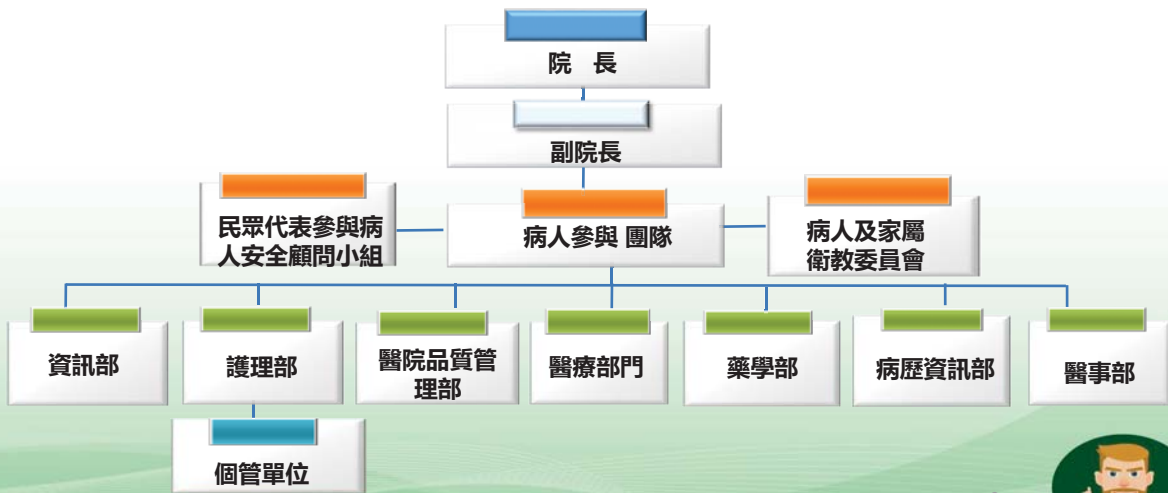 院 長
副院長
民眾代表參與病
人安全顧問小組
病人參與 團隊
病人及家屬
衛教委員會
資訊部
護理部
醫院品質管
理部
醫療部門
藥學部
病歷資訊部
醫事部
個管單位